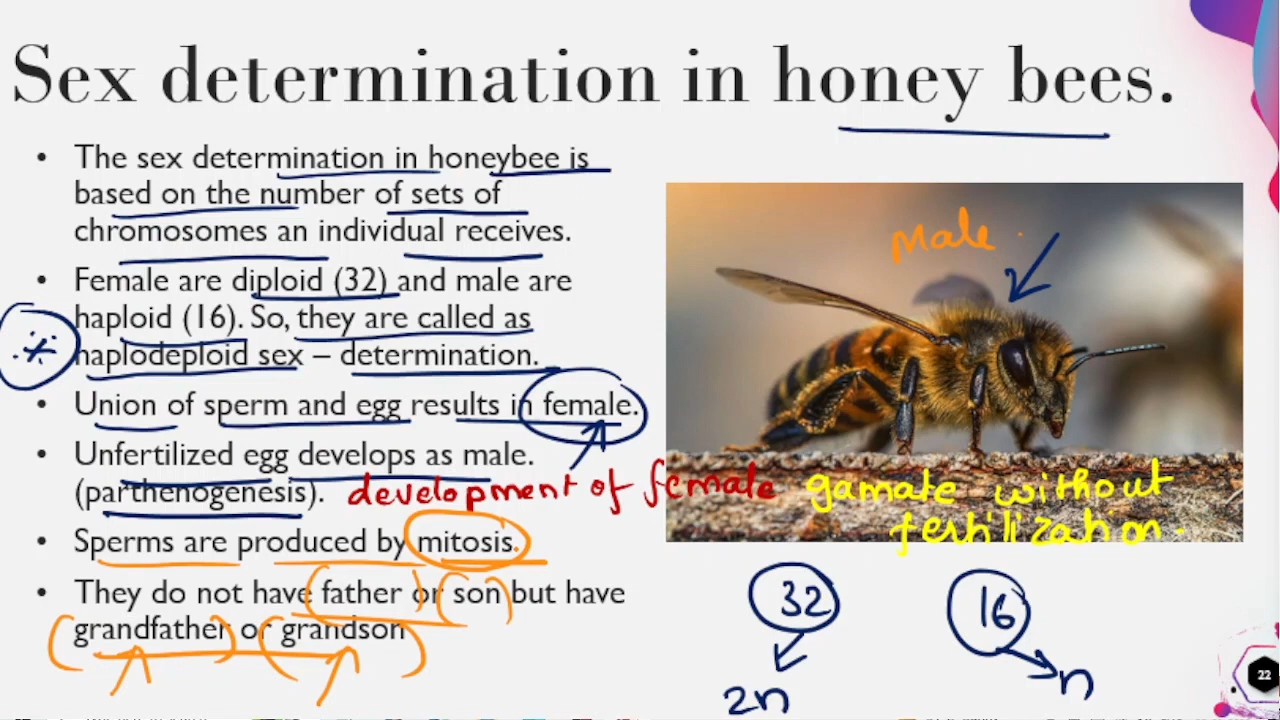 Sex determination in honey bees.
• The sex determination in honeybee is
based on the number of sets of
chromosomes an individual receives.
• Female are diploid (32) and male are
haploid (16). So, they are called as
haplodeploid sex – determination.
• Union of sperm and egg results in female.
• Unfertilized egg develops as male.
(parthenogenesis). development of female gamate without
fertilization.
• Sperms are produced by mitosis.
• They do not have father or son but have
grandfather or grandson
Male.
32 16
2n n
22